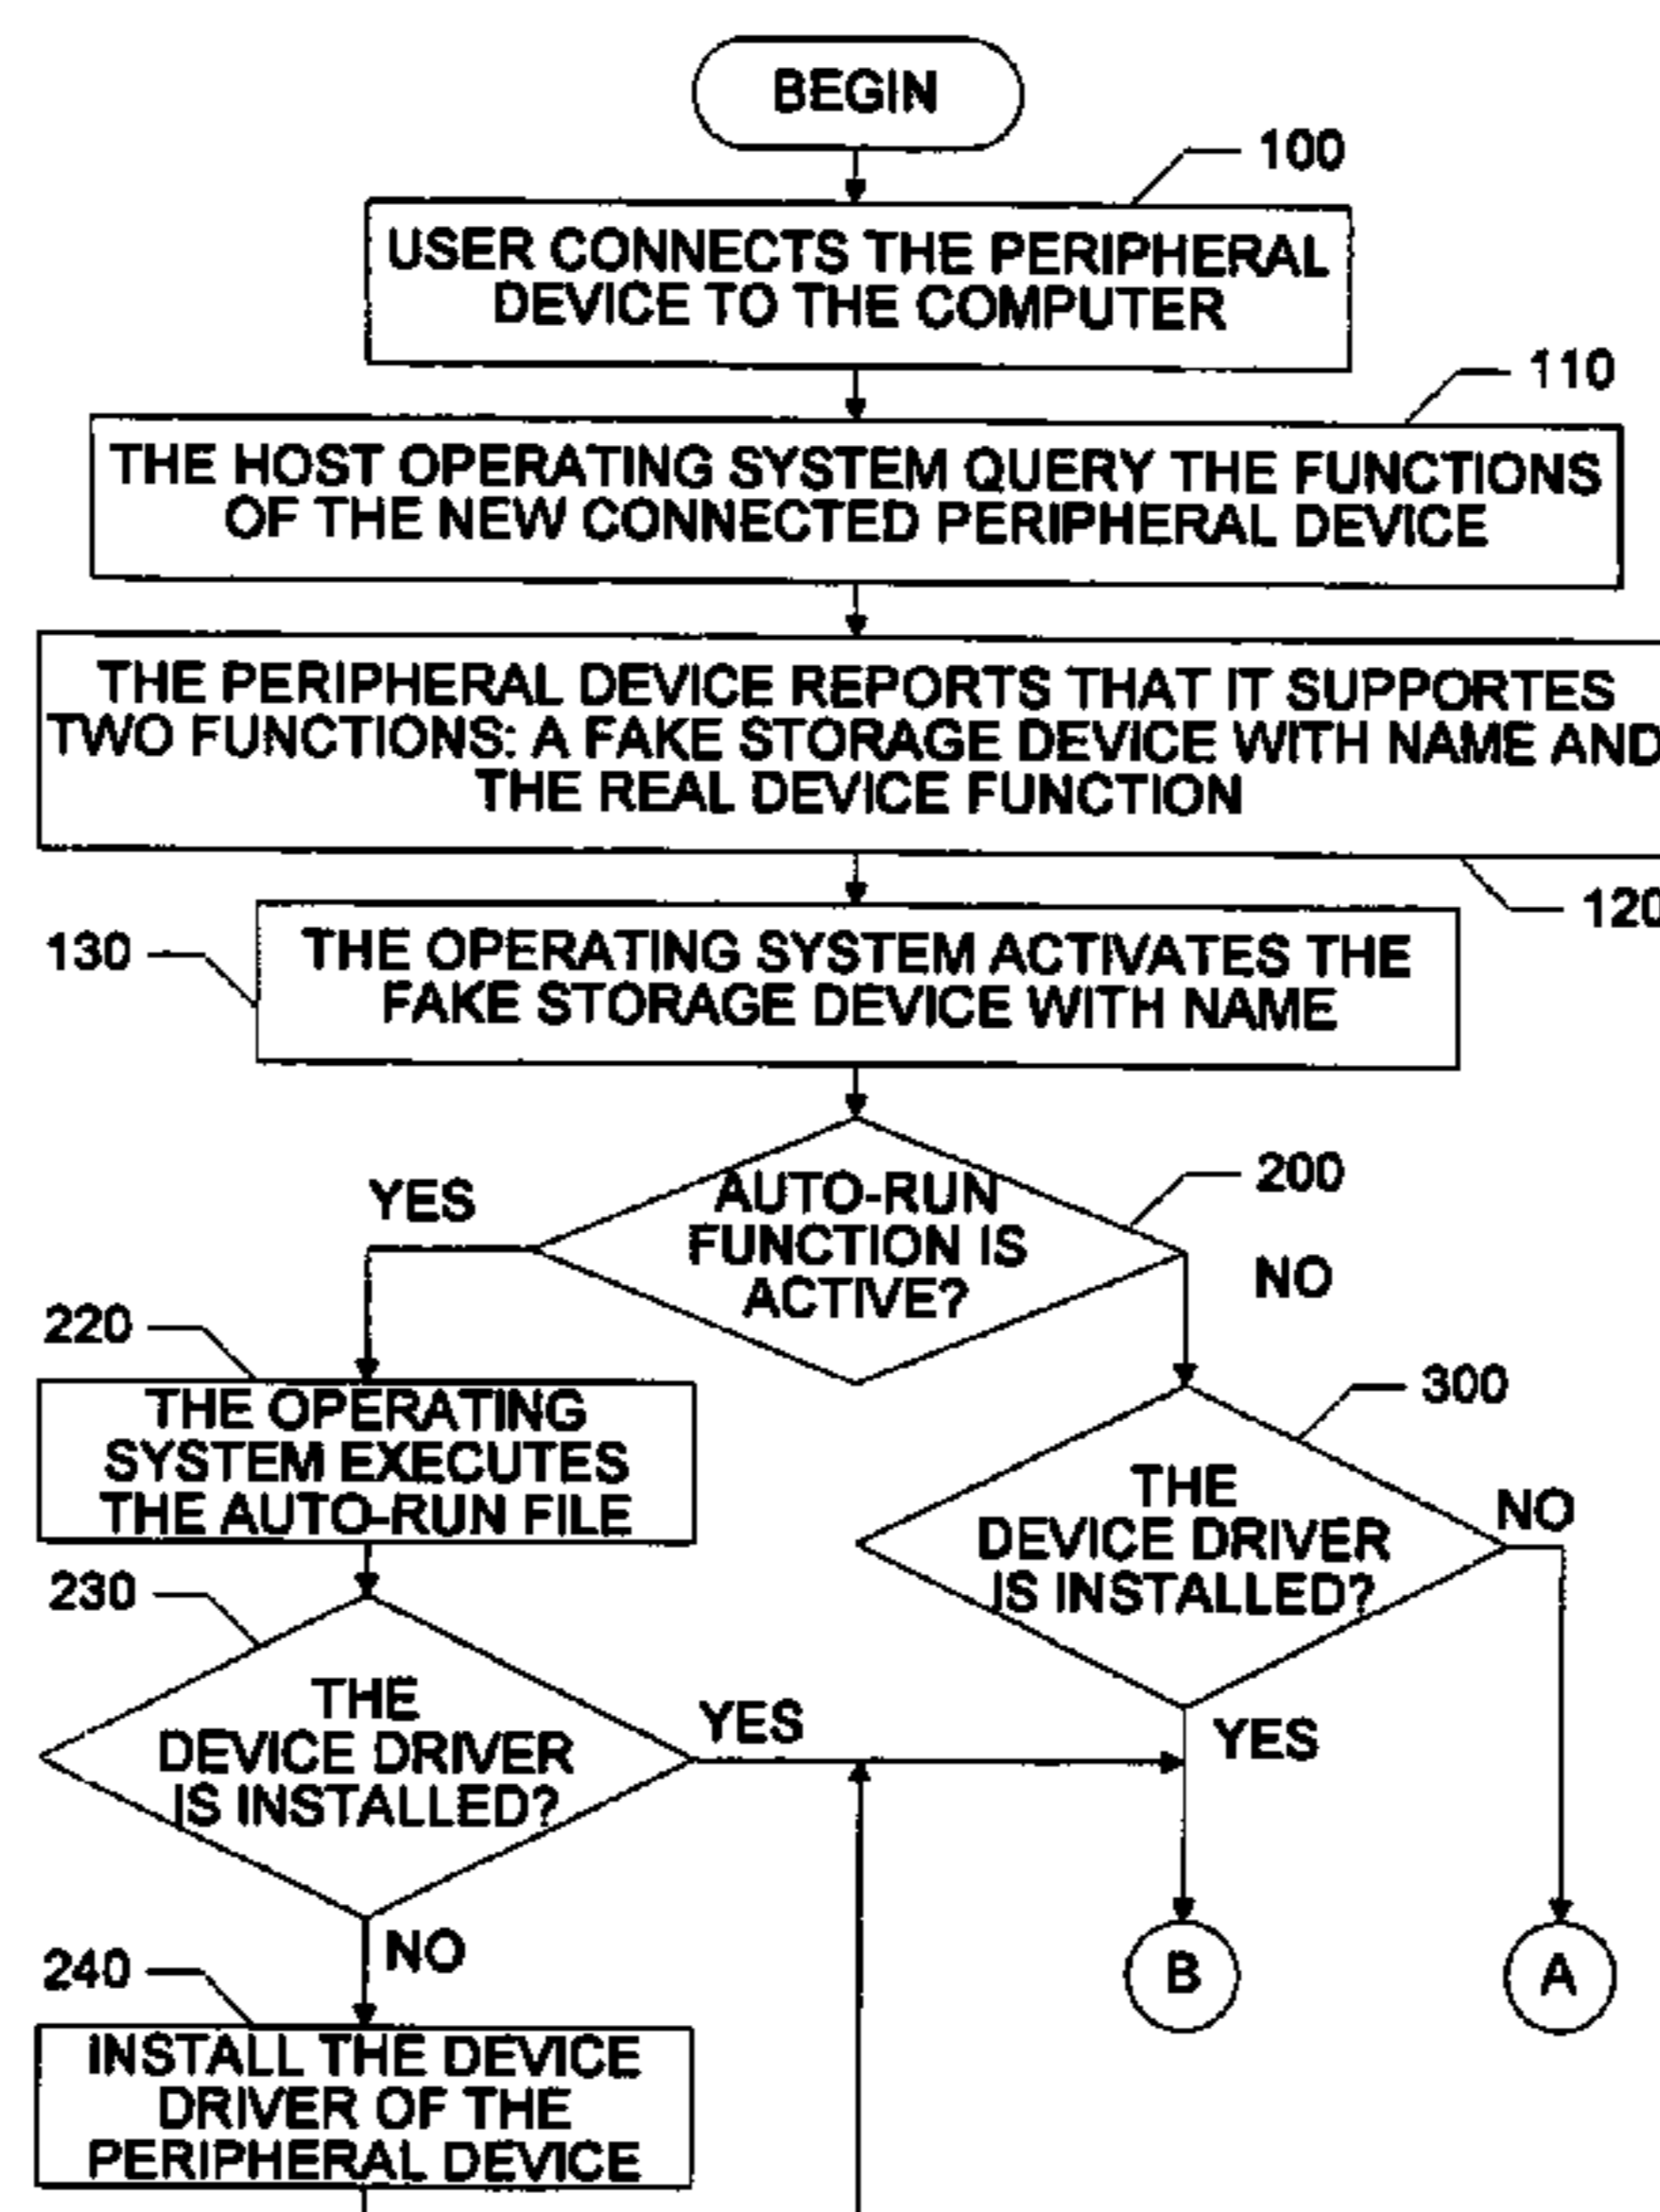 BEGIN
100
USER CONNECTS THE PERIPHERAL
DEVICE TO THE COMPUTER
110
THE HOST OPERATING SYSTEM QUERY THE FUNCTIONS
OF THE NEW CONNECTED PERIPHERAL DEVICE
THE PERIPHERAL DEVICE REPORTS THAT IT SUPPORTES
TWO FUNCTIONS: A FAKE STORAGE DEVICE WITH NAME AND
THE REAL DEVICE FUNCTION
120
130
THE OPERATING SYSTEM ACTIVATES THE
FAKE STORAGE DEVICE WITH NAME
200
YES
AUTO-RUN
FUNCTION IS
ACTIVE?
NO
220
THE OPERATING
SYSTEM EXECUTES
THE AUTO-RUN FILE
300
THE
DEVICE DRIVER
IS INSTALLED?
NO
230
THE
DEVICE DRIVER
IS INSTALLED?
YES
YES
NO
B
A
240
INSTALL THE DEVICE
DRIVER OF THE
PERIPHERAL DEVICE